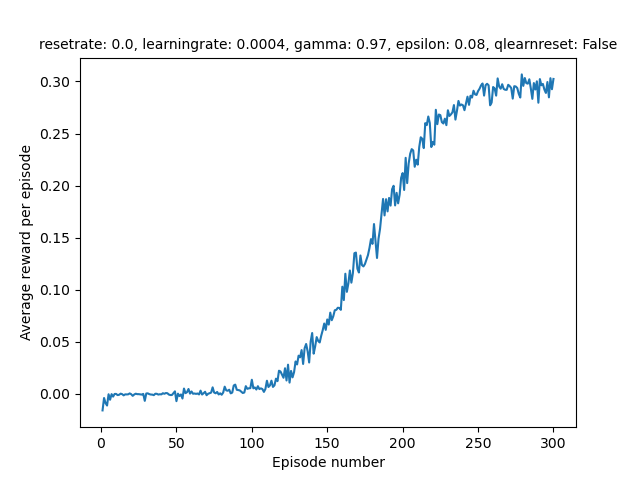 resetrate: 0.0, learningrate: 0.0004, gamma: 0.97, epsilon: 0.08, qlearnreset: False
0.30
0.25
0.20
0.15
0.10
0.05
0.00
Average reward per episode
0 50 100 150 200 250 300
Episode number